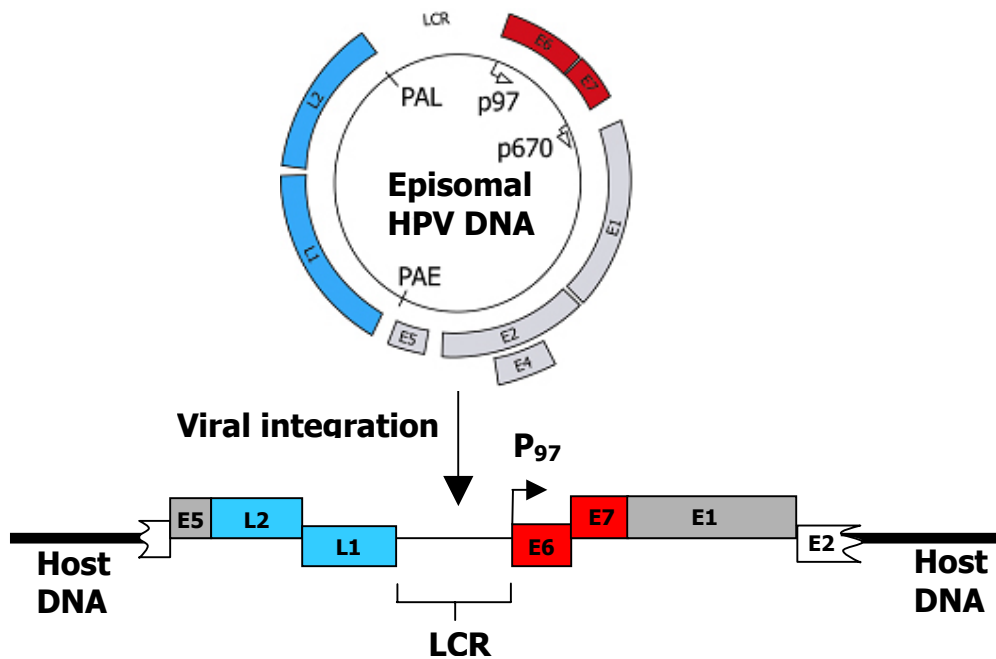 LCR
E6
E7
L2
PAL
p97
p670
Episomal
HPV DNA
E1
L1
PAE
E5
E2
E4
Viral integration
P97
E5
L2
L1
E6
E7
E1
E2
Host
DNA
Host
DNA
LCR